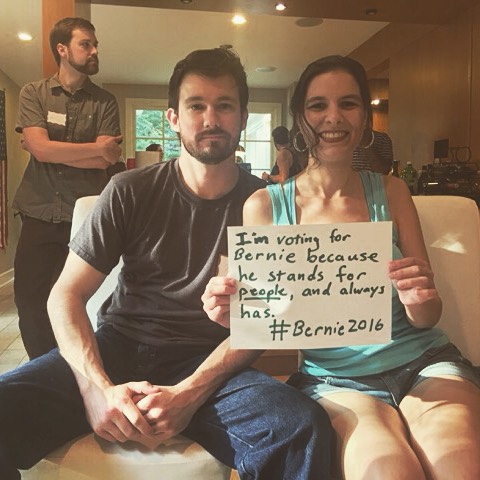 I'm voting for
Bernie because
he stands for
people, and always
has.
#Bernie2016